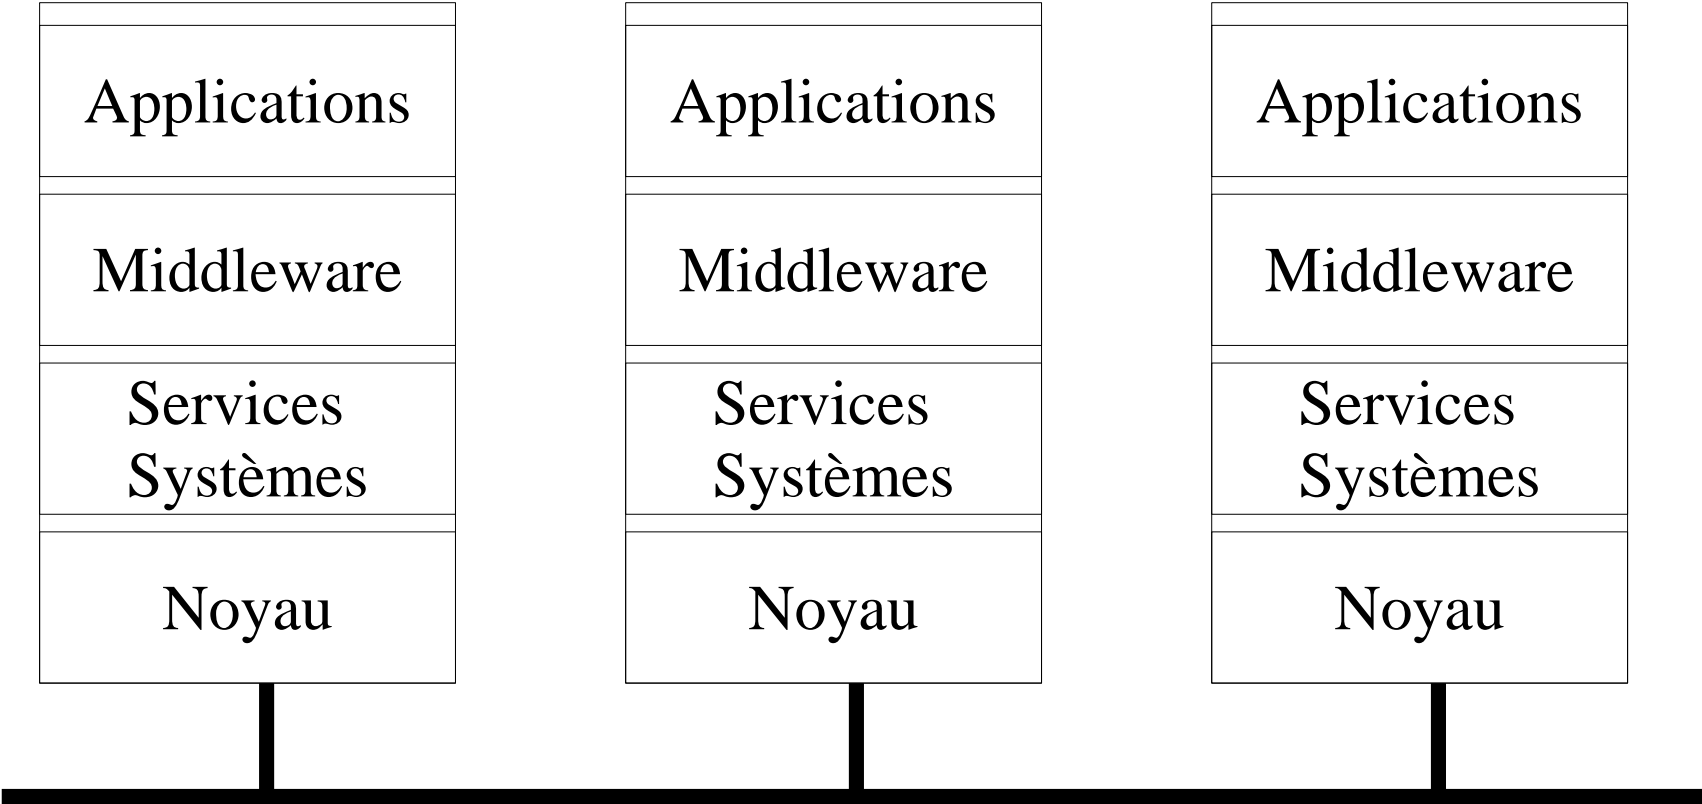 Applications
Middleware
Services
Systèmes
Noyau
Applications
Middleware
Services
Systèmes
Noyau
Applications
Middleware
Services
Systèmes
Noyau